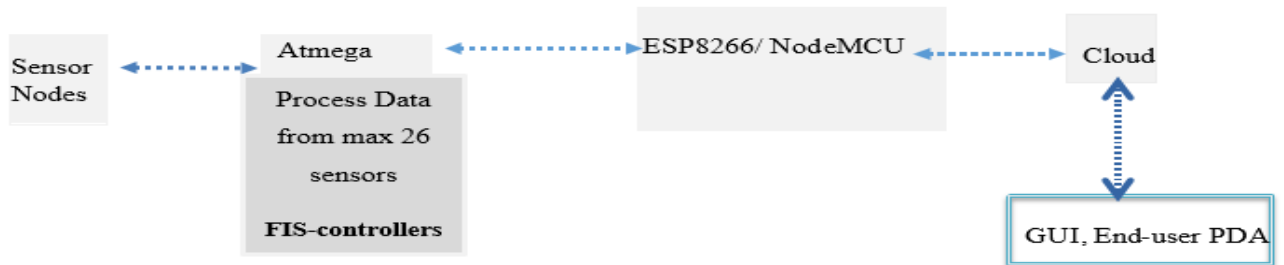 Sensor
Nodes
Atmega
Process Data
from max 26
sensors
FIS-controllers
ESP8266/ NodeMCU
Cloud
GUI, End-user PDA